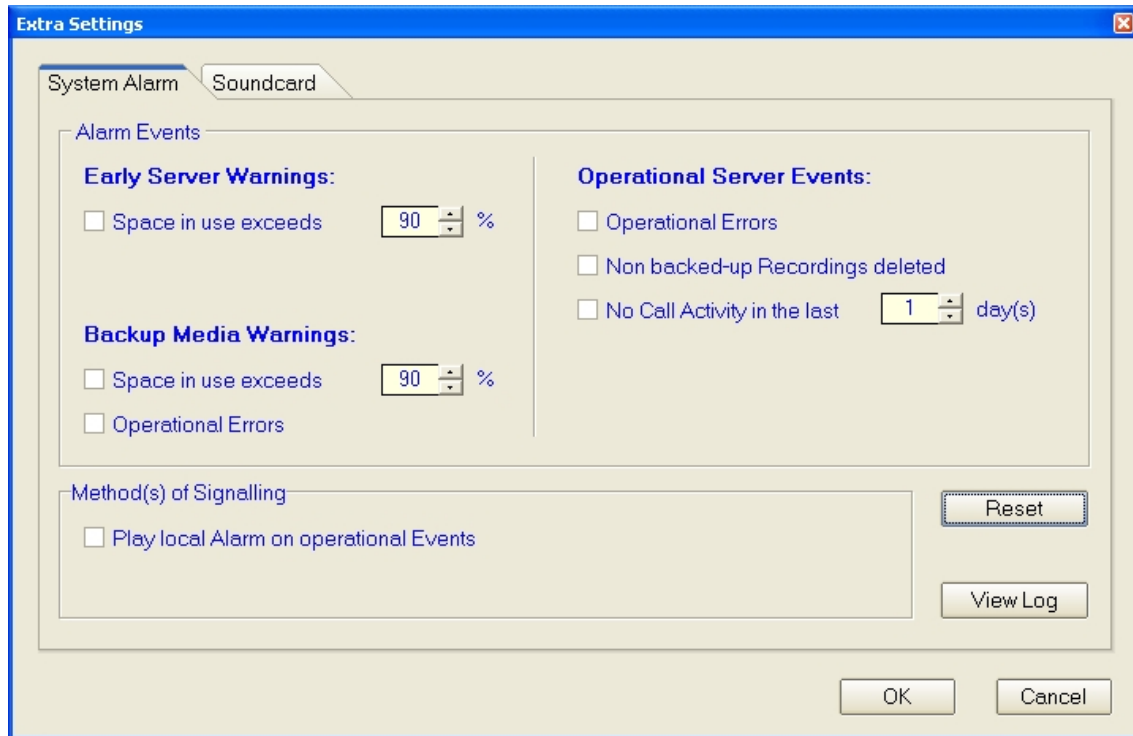 Extra Settings
System Alarm
Soundcard
Alarm Events
Early Server Warnings:
Space in use exceeds 90 %
Backup Media Warnings:
Space in use exceeds 90 %
Operational Errors
Operational Server Events:
Operational Errors
Non backed-up Recordings deleted
No Call Activity in the last 1 day(s)
Method(s) of Signalling
Play local Alarm on operational Events
Reset
View Log
OK
Cancel